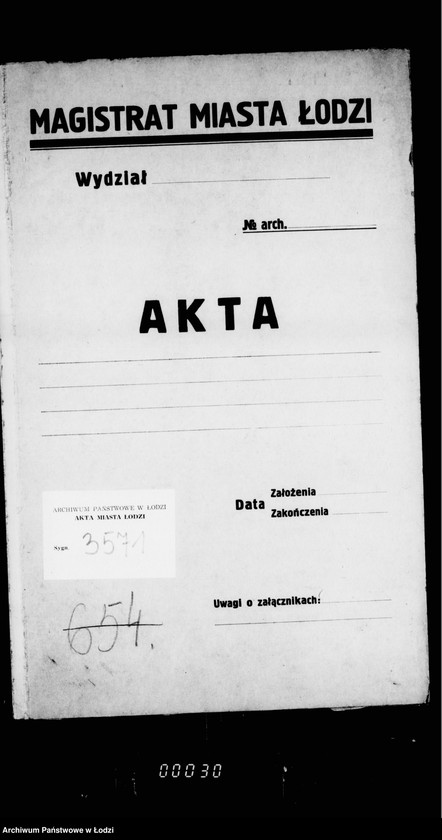 MAGISTRAT MIASTA ŁODZI
Wydział
№ arch.
AKTA
Data Założenia
Zakończenia
ARCHIWUM PAŃSTWOWE W ŁODZI
AKTA MIASTA ŁODZI
Sygn. 3571
Uwagi o załącznikach:
654.
00030
Archiwum Państwowe w Łodzi